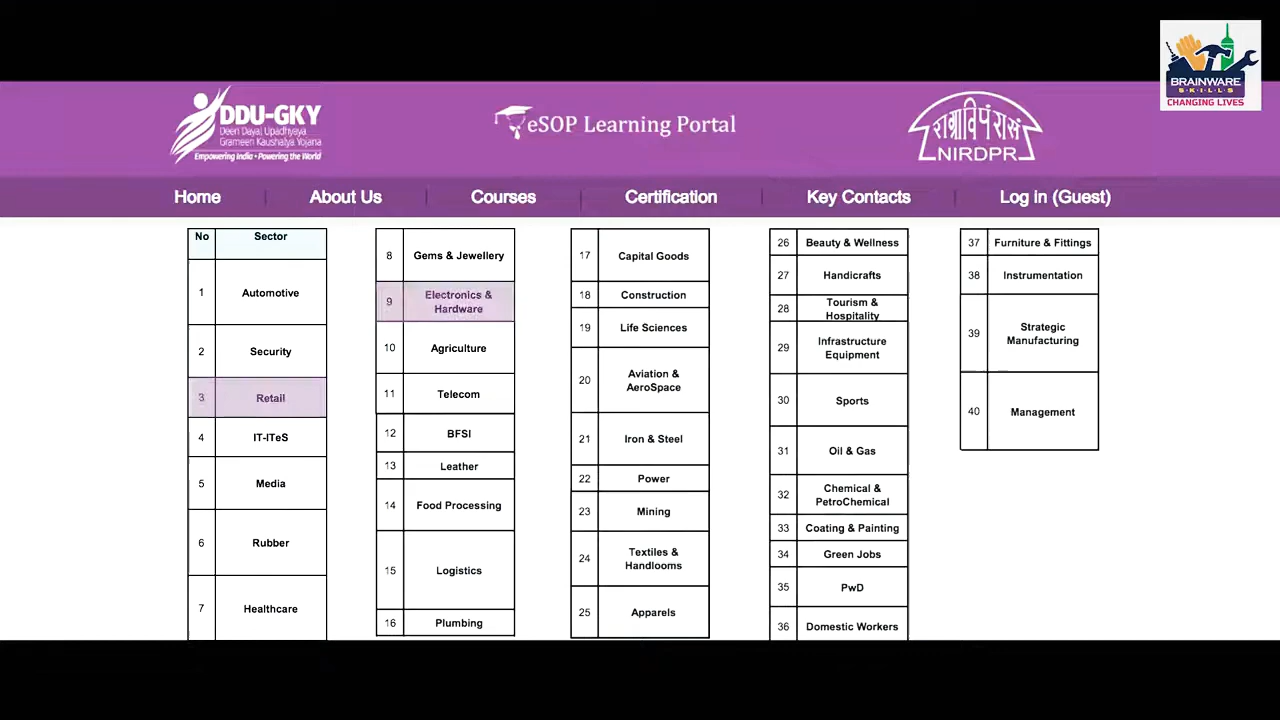 BRAINWARE
SKILLS
CHANGING LIVES
DDU-GKY
Deen Dayal Upadhyaya
Grameen Kaushalya Yojana
Empowering India • Powering the World
eSOP Learning Portal
राग्राविपंरासं
NIRDPR
Home
About Us
Courses
Certification
Key Contacts
Log In (Guest)
No Sector
1 Automotive
2 Security
3 Retail
4 IT-ITeS
5 Media
6 Rubber
7 Healthcare
8 Gems & Jewellery
9 Electronics &
Hardware
10 Agriculture
11 Telecom
12 BFSI
13 Leather
14 Food Processing
15 Logistics
16 Plumbing
17 Capital Goods
18 Construction
19 Life Sciences
20 Aviation &
AeroSpace
21 Iron & Steel
22 Power
23 Mining
24 Textiles &
Handlooms
25 Apparels
26 Beauty & Wellness
27 Handicrafts
28 Tourism &
Hospitality
29 Infrastructure
Equipment
30 Sports
31 Oil & Gas
32 Chemical &
PetroChemical
33 Coating & Painting
34 Green Jobs
35 PwD
36 Domestic Workers
37 Furniture & Fittings
38 Instrumentation
39 Strategic
Manufacturing
40 Management